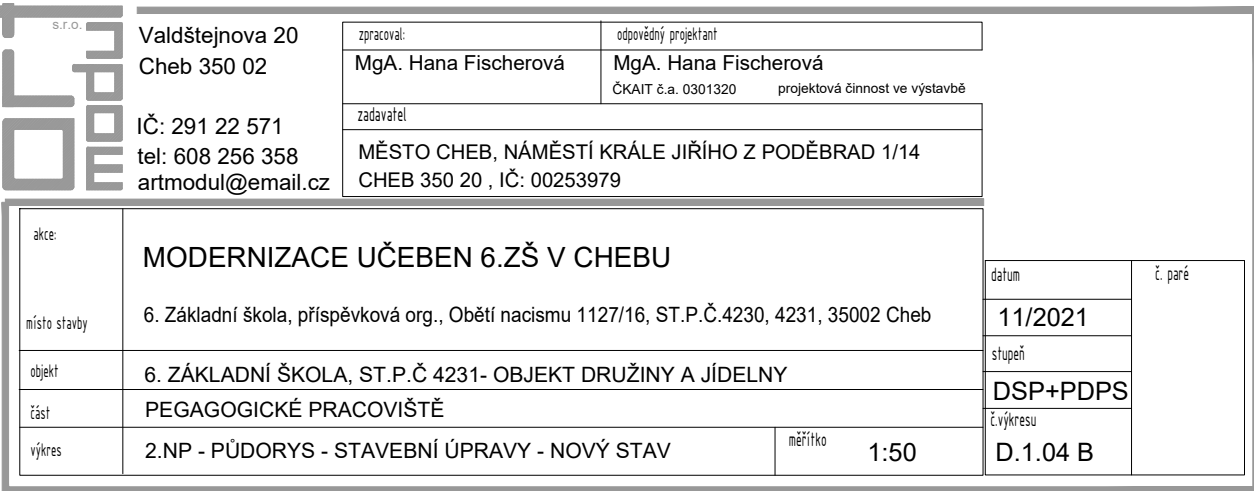 s.r.o.
modul
Valdštejnova 20
Cheb 350 02
IČ: 291 22 571
tel: 608 256 358
artmodul@email.cz
zpracoval:
MgA. Hana Fischerová
odpovědný projektant
MgA. Hana Fischerová
ČKAIT č.a. 0301320 projektová činnost ve výstavbě
zadavatel
MĚSTO CHEB, NÁMĚSTÍ KRÁLE JIŘÍHO Z PODĚBRAD 1/14
CHEB 350 20 , IČ: 00253979
akce:
MODERNIZACE UČEBEN 6.ZŠ V CHEBU
místo stavby
6. Základní škola, příspěvková org., Obětí nacismu 1127/16, ST.P.Č.4230, 4231, 35002 Cheb
objekt
6. ZÁKLADNÍ ŠKOLA, ST.P.Č 4231- OBJEKT DRUŽINY A JÍDELNY
část
PEGAGOGICKÉ PRACOVIŠTĚ
výkres
2.NP - PŮDORYS - STAVEBNÍ ÚPRAVY - NOVÝ STAV
měřítko
1:50
datum
11/2021
stupeň
DSP+PDPS
č.výkresu
D.1.04 B
č. paré